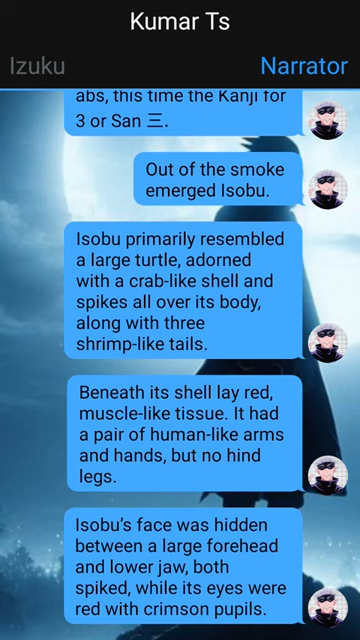 Kumar Ts
Izuku
Narrator
abs, this time the Kanji for
3 or San 三.
Out of the smoke
emerged Isobu.
Isobu primarily resembled
a large turtle, adorned
with a crab-like shell and
spikes all over its body,
along with three
shrimp-like tails.
Beneath its shell lay red,
muscle-like tissue. It had
a pair of human-like arms
and hands, but no hind
legs.
Isobu’s face was hidden
between a large forehead
and lower jaw, both
spiked, while its eyes were
red with crimson pupils.